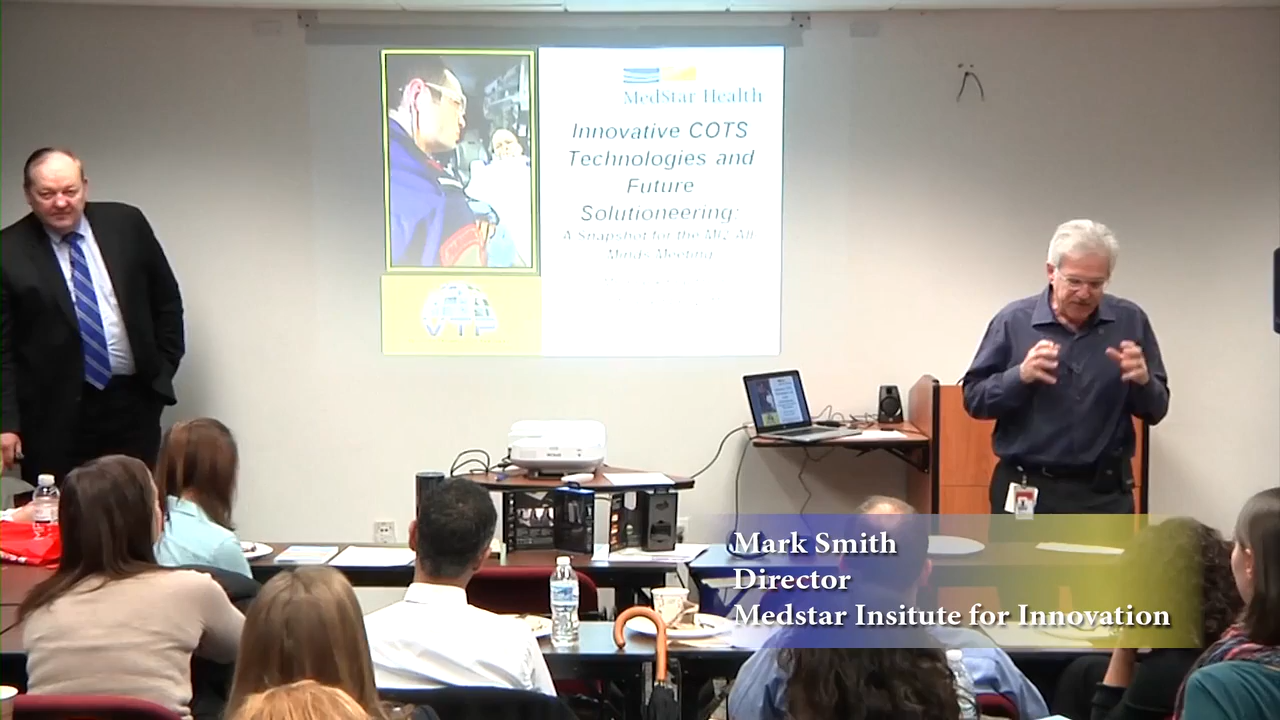 MedStar Health
Innovative COTS
Technologies and
Future
Solutioneering:
A Snapshot for the MI2 All
Minds Meeting
VTP
Mark Smith
Director
Medstar Insitute for Innovation